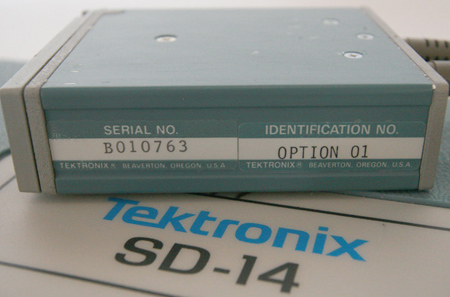 SERIAL NO.
B010763
TEKTRONIX® BEAVERTON, OREGON, U.S.A.
IDENTIFICATION NO.
OPTION 01
TEKTRONIX® BEAVERTON, OREGON, U.S.A.
Tektronix
SD-14